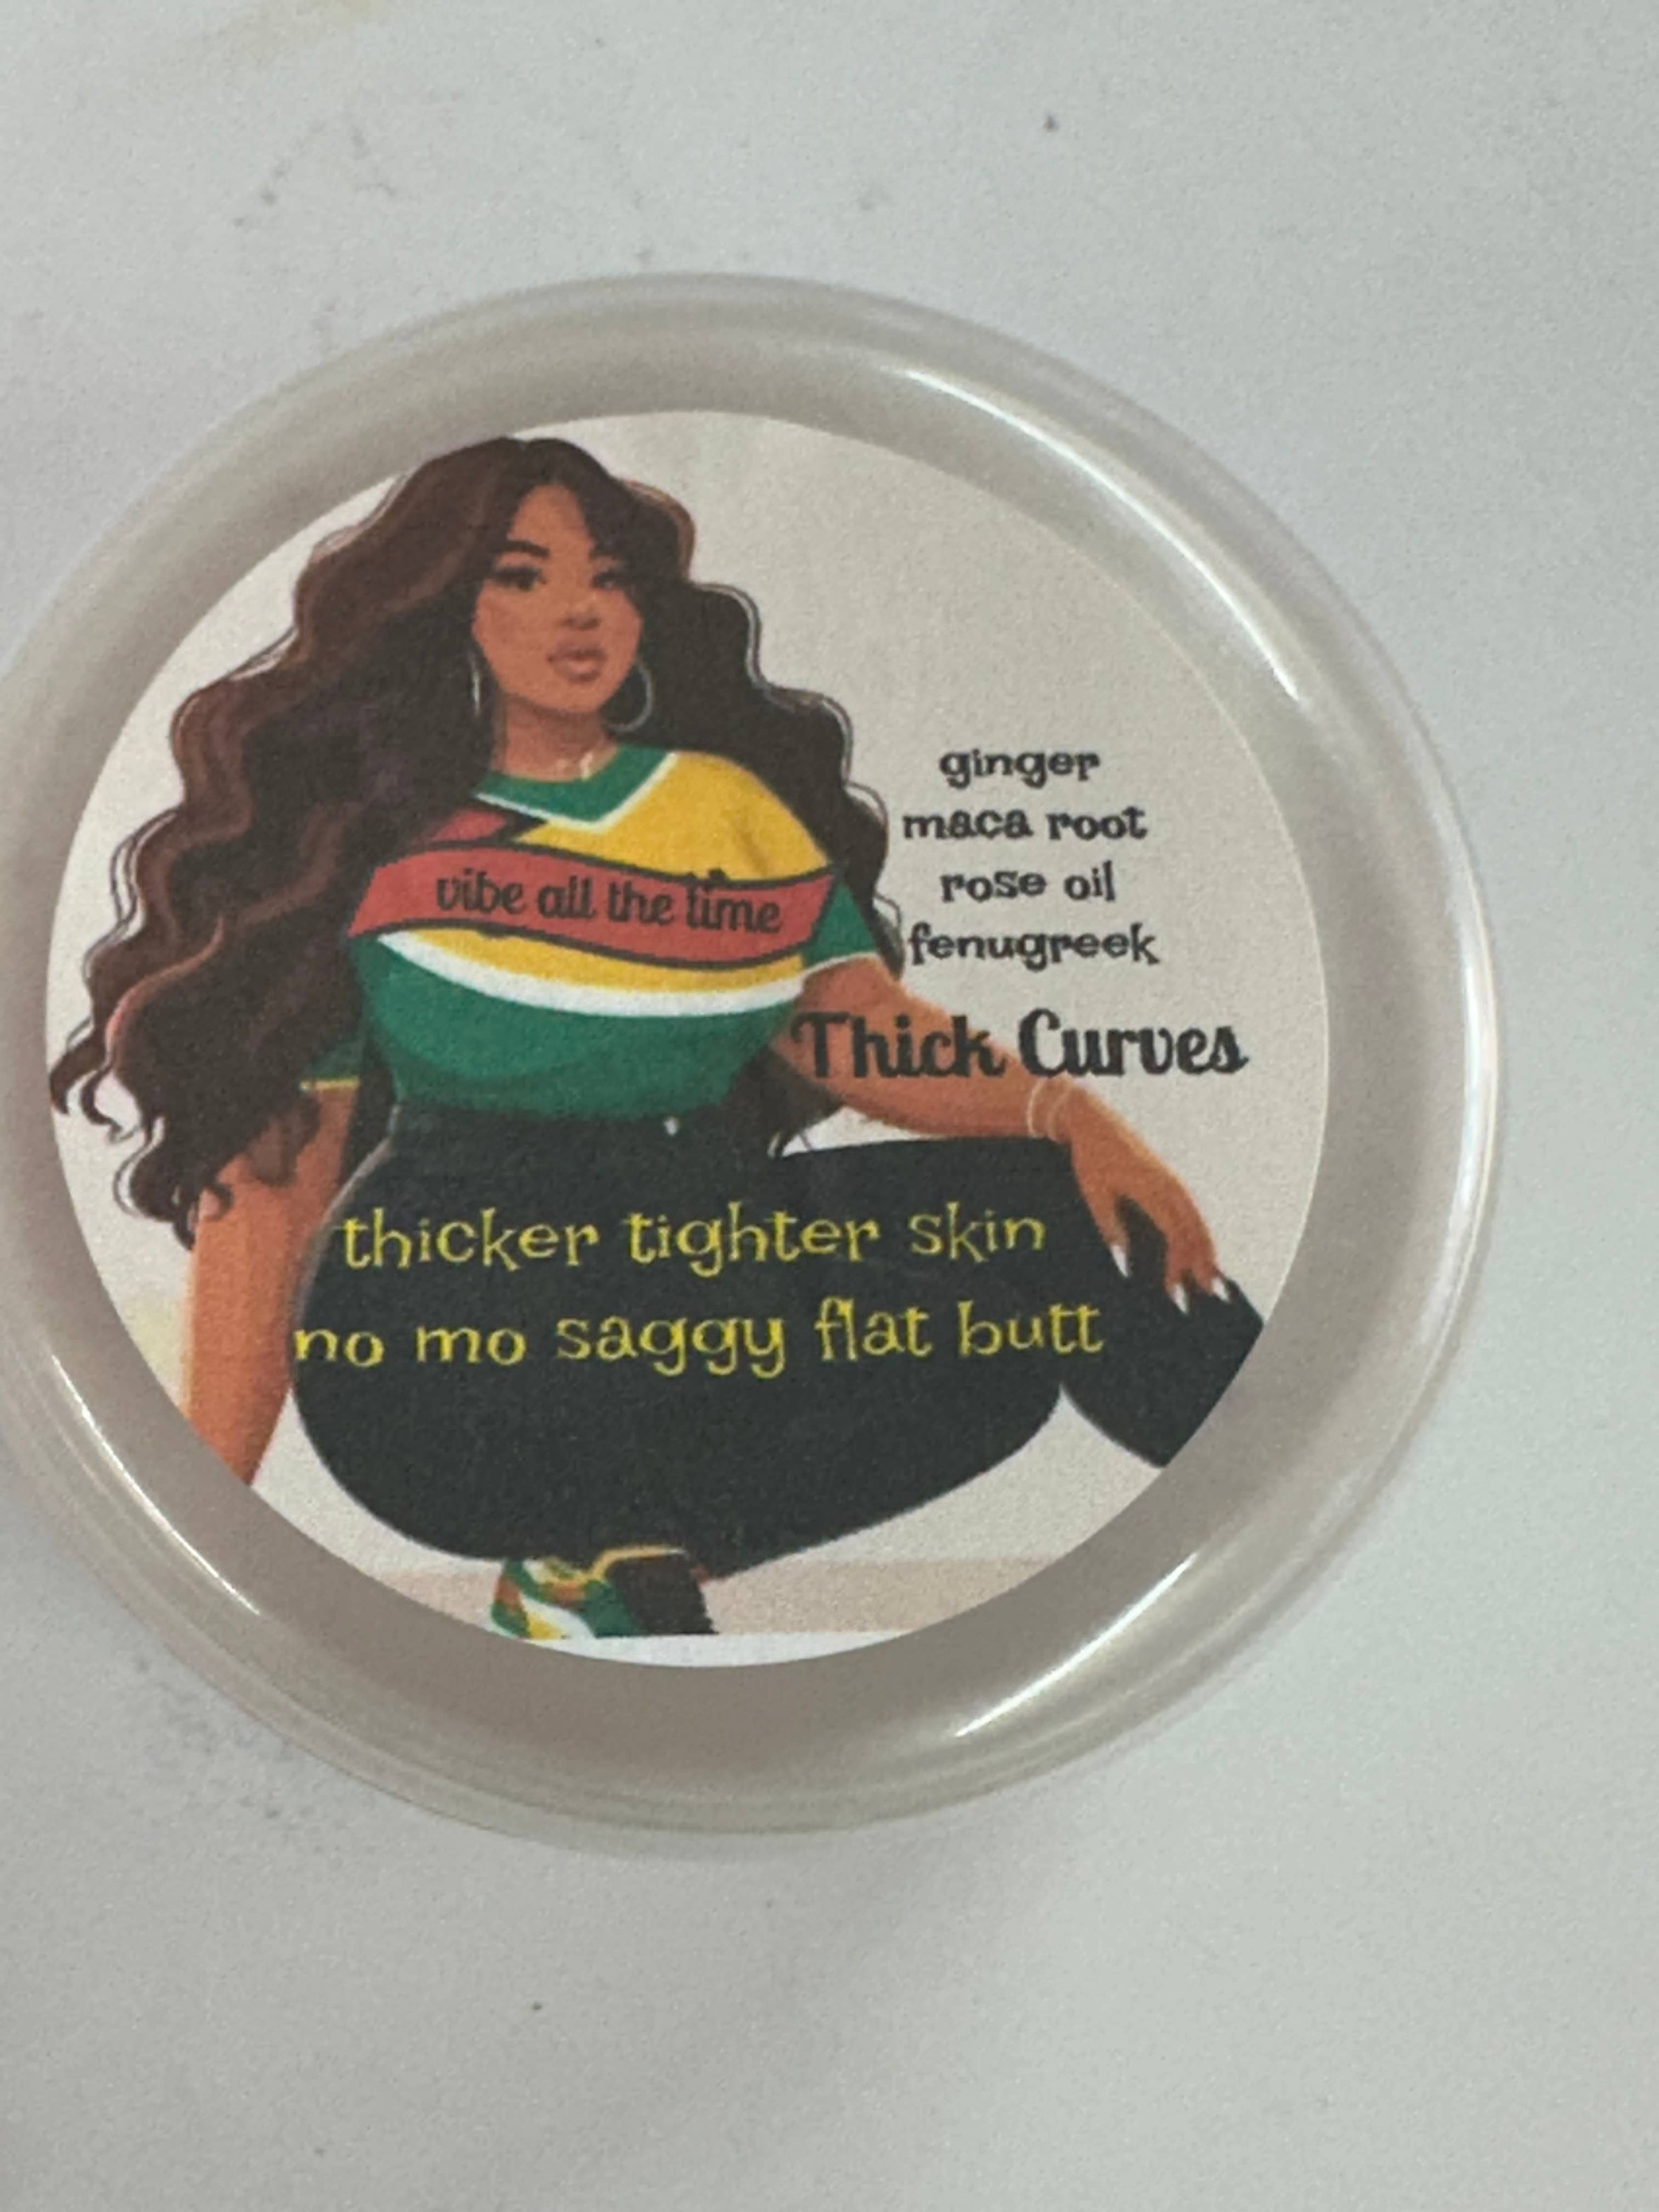 vibe all the time
ginger
maca root
rose oil
fenugreek
Thick Curves
thicker tighter skin
no mo saggy flat butt